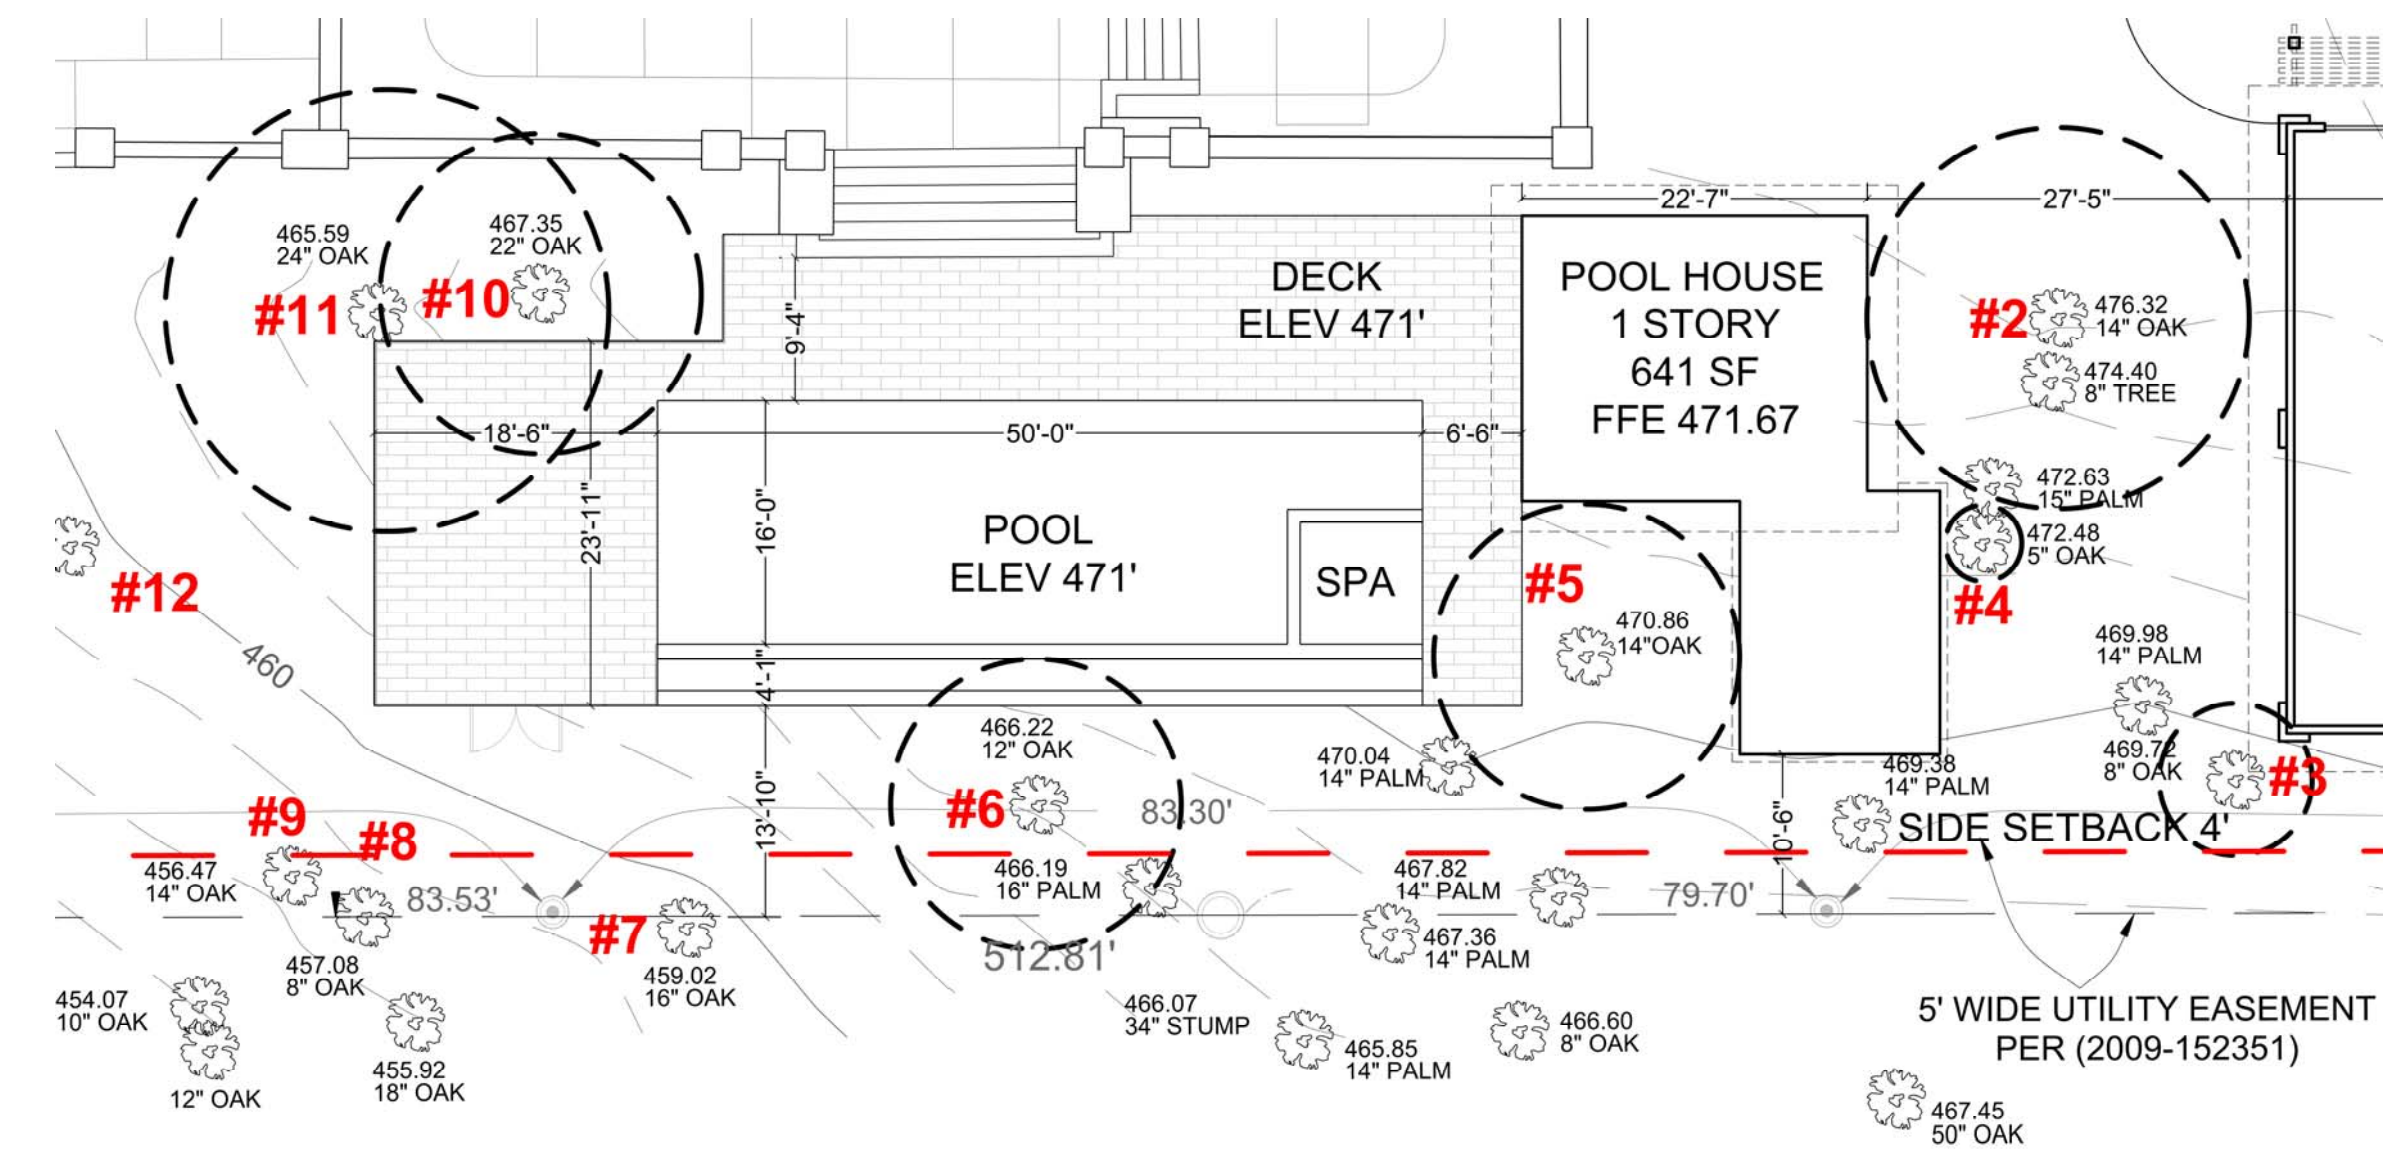 22'-7"
27'-5"
465.59
24" OAK
467.35
22" OAK
#11
#10
9'-4"
DECK
ELEV 471'
POOL HOUSE
1 STORY
641 SF
FFE 471.67
#2
476.32
14" OAK
474.40
8" TREE
18'-6"
50'-0"
6'-6"
23'-11"
16'-0"
POOL
ELEV 471'
SPA
#5
470.86
14"OAK
472.63
15" PALM
472.48
5" OAK
#4
#12
460
4'-1"
469.98
14" PALM
466.22
12" OAK
470.04
14" PALM
469.38
14" PALM
469.72
8" OAK
#3
#9
#8
#6
83.30'
13'-10"
10'-6"
SIDE SETBACK 4'
456.47
14" OAK
83.53'
#7
466.19
16" PALM
467.82
14" PALM
79.70'
512.81'
467.36
14" PALM
457.08
8" OAK
459.02
16" OAK
454.07
10" OAK
466.07
34" STUMP
465.85
14" PALM
466.60
8" OAK
5' WIDE UTILITY EASEMENT
PER (2009-152351)
12" OAK
455.92
18" OAK
467.45
50" OAK